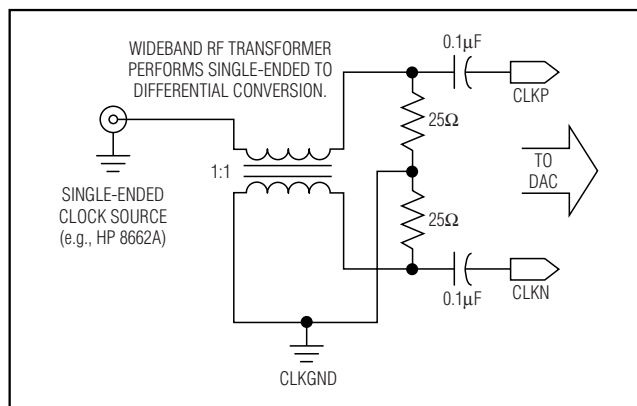 WIDEBAND RF TRANSFORMER
PERFORMS SINGLE-ENDED TO
DIFFERENTIAL CONVERSION.
0.1µF
CLKP
25Ω
1:1
TO
DAC
SINGLE-ENDED
CLOCK SOURCE
(e.g., HP 8662A)
25Ω
0.1µF
CLKN
CLKGND